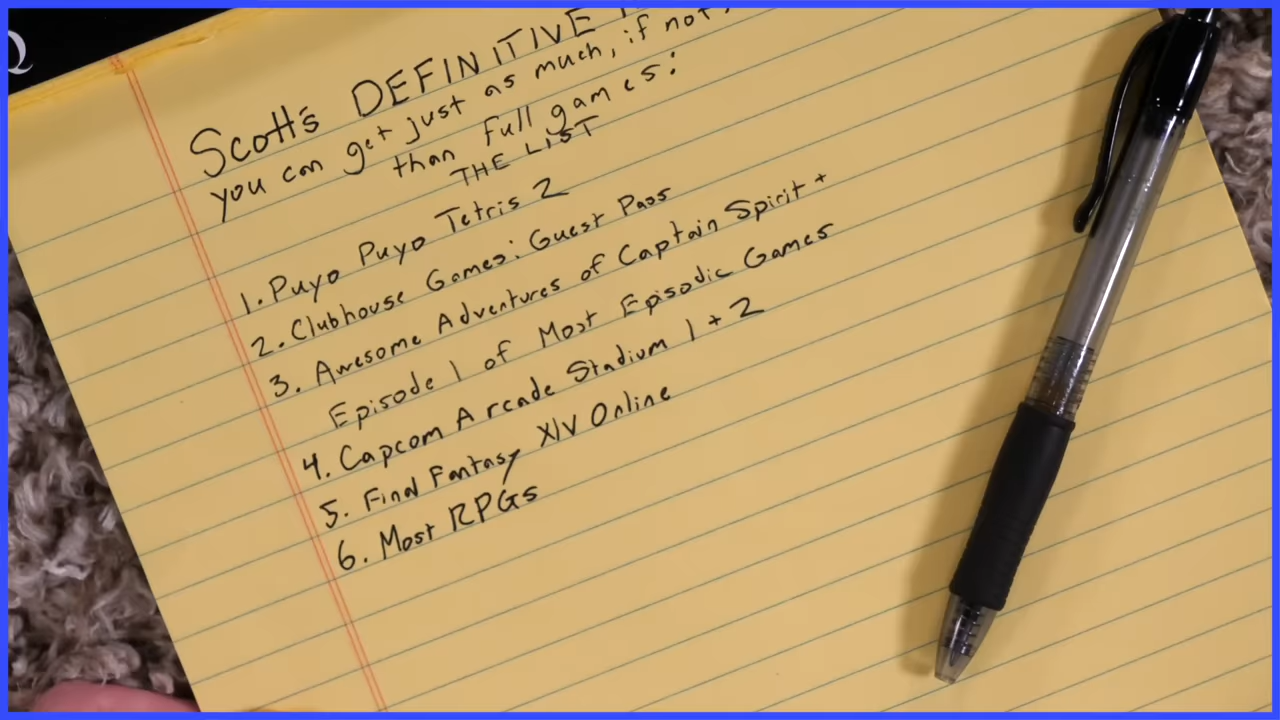 Q
Scott's DEFINITIVE
you can get just as much, if not,
than full games:
THE LIST
1. Puyo Puyo Tetris 2
2. Clubhouse Games: Guest Pass
3. Awesome Adventures of Captain Spirit +
Episode 1 of Most Episodic Games
4. Capcom Arcade Stadium 1 + 2
5. Final Fantasy XIV Online
6. Most RPGs